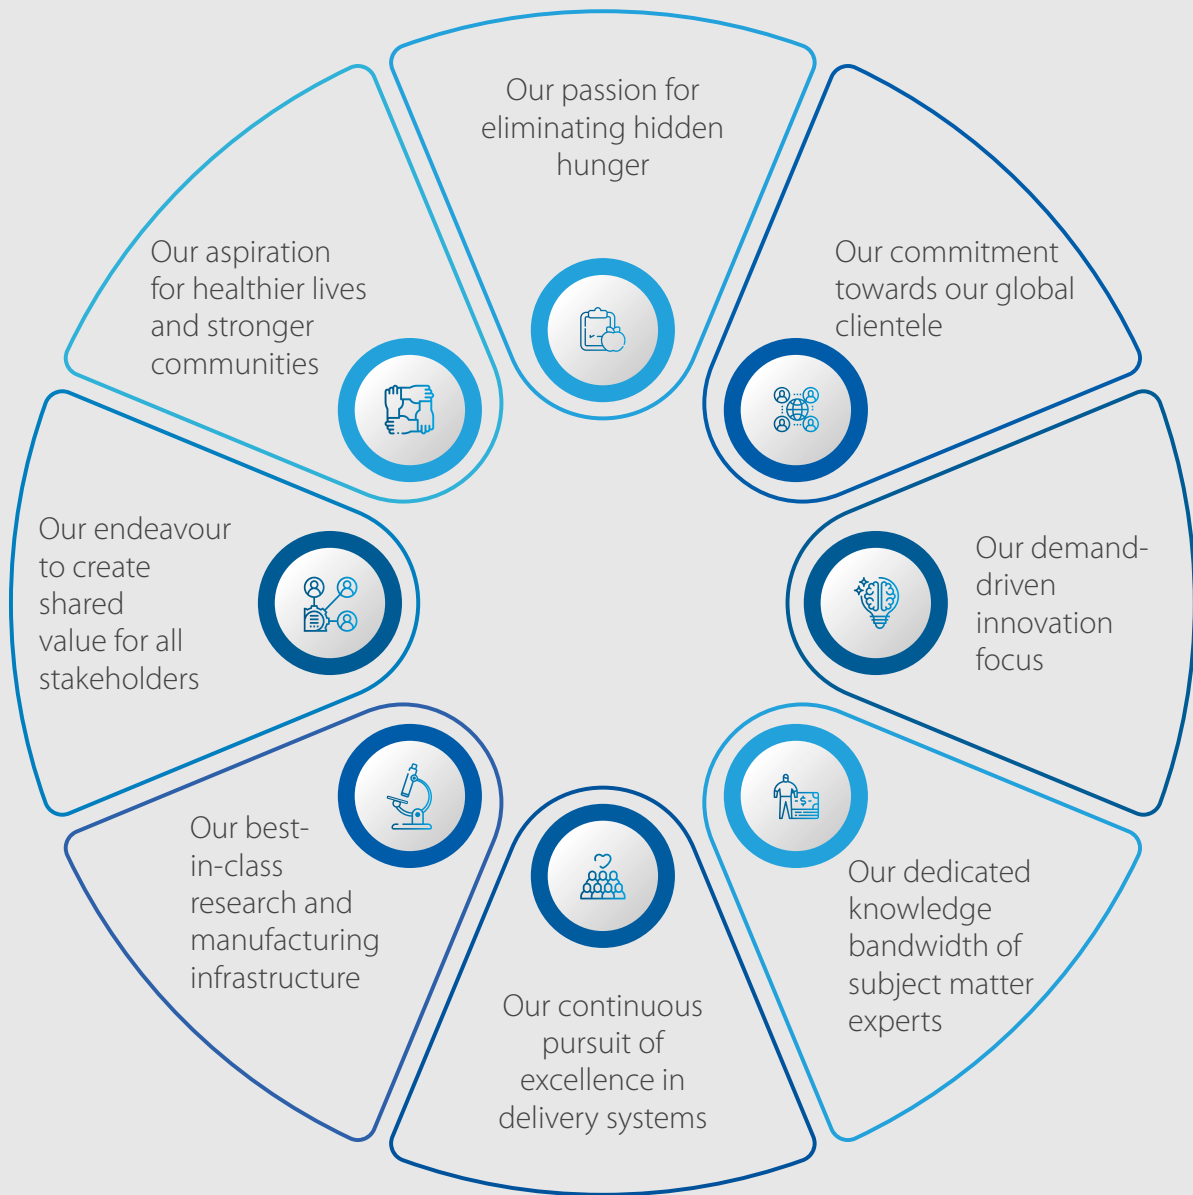 Our passion for
eliminating hidden
hunger
Our commitment
towards our global
clientele
Our demand-
driven
innovation
focus
Our dedicated
knowledge
bandwidth of
subject matter
experts
Our continuous
pursuit of
excellence in
delivery systems
Our best-
in-class
research and
manufacturing
infrastructure
Our endeavour
to create
shared
value for all
stakeholders
Our aspiration
for healthier lives
and stronger
communities
-$-